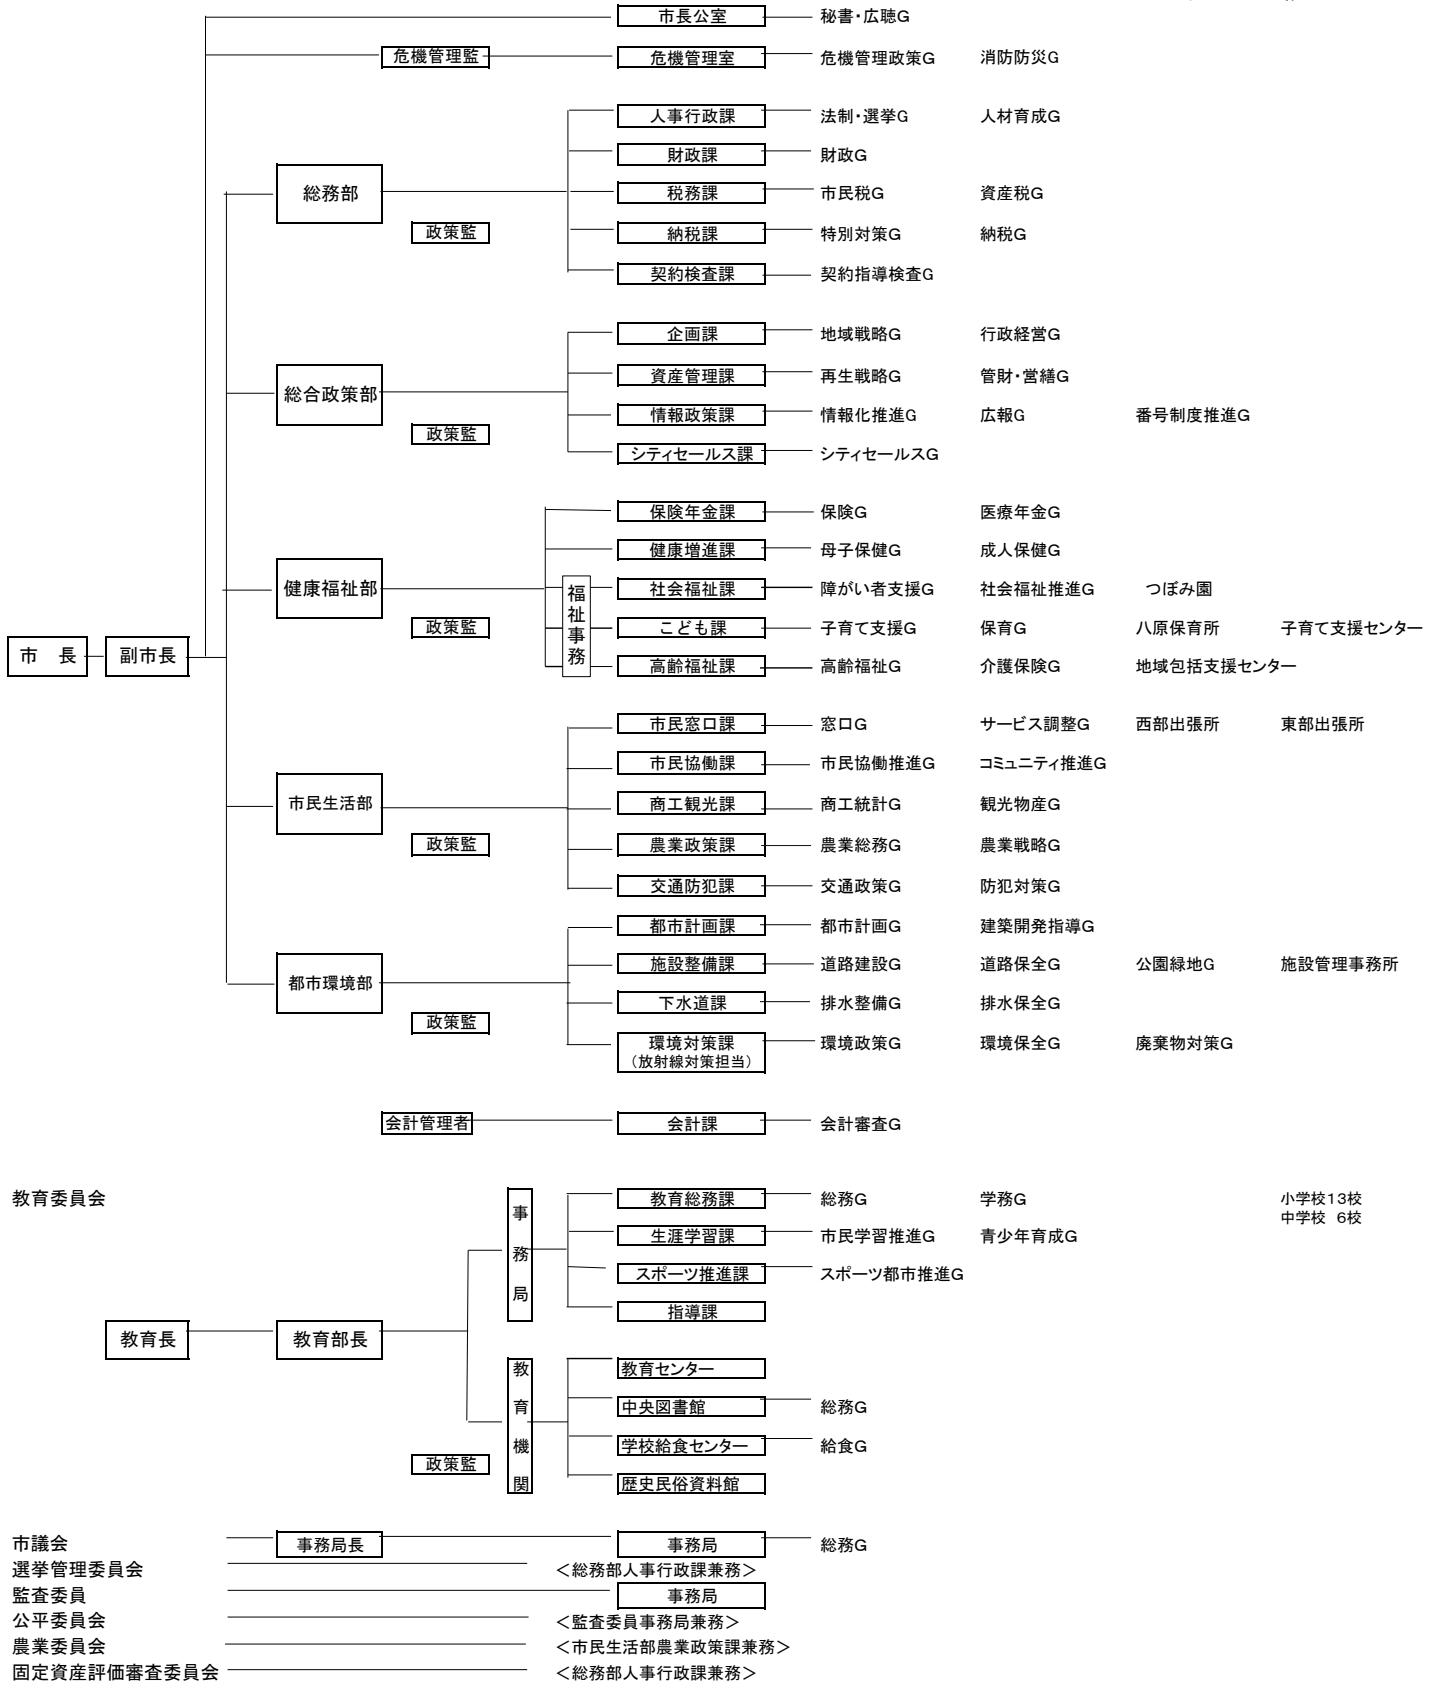 市長公室 秘書・広聴G
危機管理監 危機管理室 危機管理政策G 消防防災G
人事行政課 法制・選挙G 人材育成G
財政課 財政G
総務部 税務課 市民税G 資産税G
政策監 納税課 特別対策G 納税G
契約検査課 契約指導検査G
企画課 地域戦略G 行政経営G
資産管理課 再生戦略G 管財・営繕G
総合政策部
情報政策課 情報化推進G 広報G 番号制度推進G
政策監
シティセールス課 シティセールスG
保険年金課 保険G 医療年金G
健康増進課 母子保健G 成人保健G
健康福祉部 福祉事務 社会福祉課 障がい者支援G 社会福祉推進G つぼみ園
政策監 こども課 子育て支援G 保育G 八原保育所 子育て支援センター
市 長 副市長 高齢福祉課 高齢福祉G 介護保険G 地域包括支援センター
市民窓口課 窓口G サービス調整G 西部出張所 東部出張所
市民協働課 市民協働推進G コミュニティ推進G
市民生活部 商工観光課 商工統計G 観光物産G
政策監 農業政策課 農業総務G 農業戦略G
交通防犯課 交通政策G 防犯対策G
都市計画課 都市計画G 建築開発指導G
施設整備課 道路建設G 道路保全G 公園緑地G 施設管理事務所
都市環境部
下水道課 排水整備G 排水保全G
政策監
環境対策課 環境政策G 環境保全G 廃棄物対策G
（放射線対策担当）
会計管理者 会計課 会計審査G
教育委員会 事務局 教育総務課 総務G 学務G 小学校13校
中学校 6校
生涯学習課 市民学習推進G 青少年育成G
スポーツ推進課 スポーツ都市推進G
指導課
教育長 教育部長
教育機関 教育センター
中央図書館 総務G
学校給食センター 給食G
政策監
歴史民俗資料館
市議会 事務局長 事務局 総務G
選挙管理委員会 ＜総務部人事行政課兼務＞
監査委員 事務局
公平委員会 ＜監査委員事務局兼務＞
農業委員会 ＜市民生活部農業政策課兼務＞
固定資産評価審査委員会 ＜総務部人事行政課兼務＞